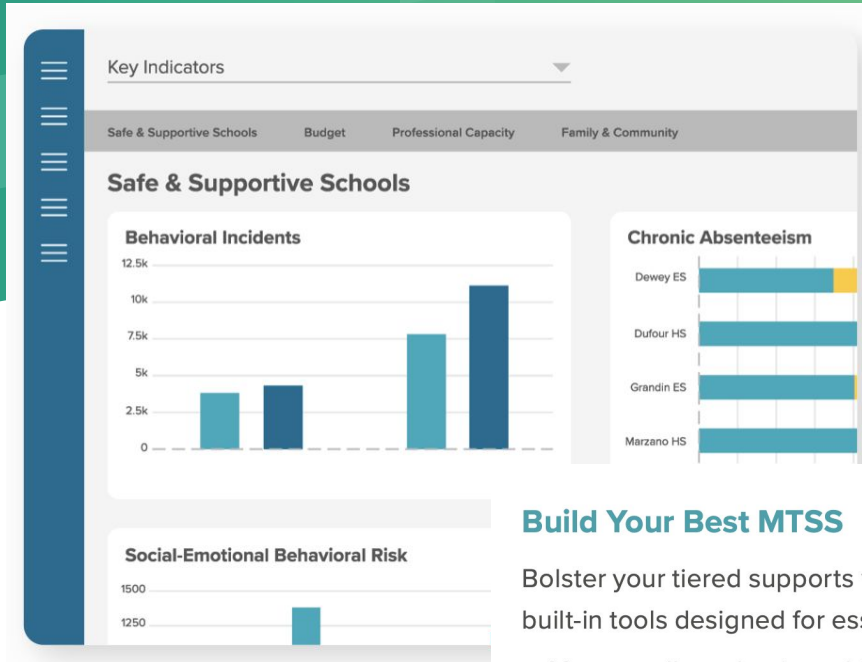 Key Indicators
Safe & Supportive Schools Budget Professional Capacity Family & Community
Safe & Supportive Schools
Behavioral Incidents
12.5k
10k
7.5k
5k
2.5k
0
Chronic Absenteeism
Dewey ES
Dufour HS
Grandin ES
Marzano HS
Social-Emotional Behavioral Risk
1500
1250
Build Your Best MTSS
Bolster your tiered supports
built-in tools designed for